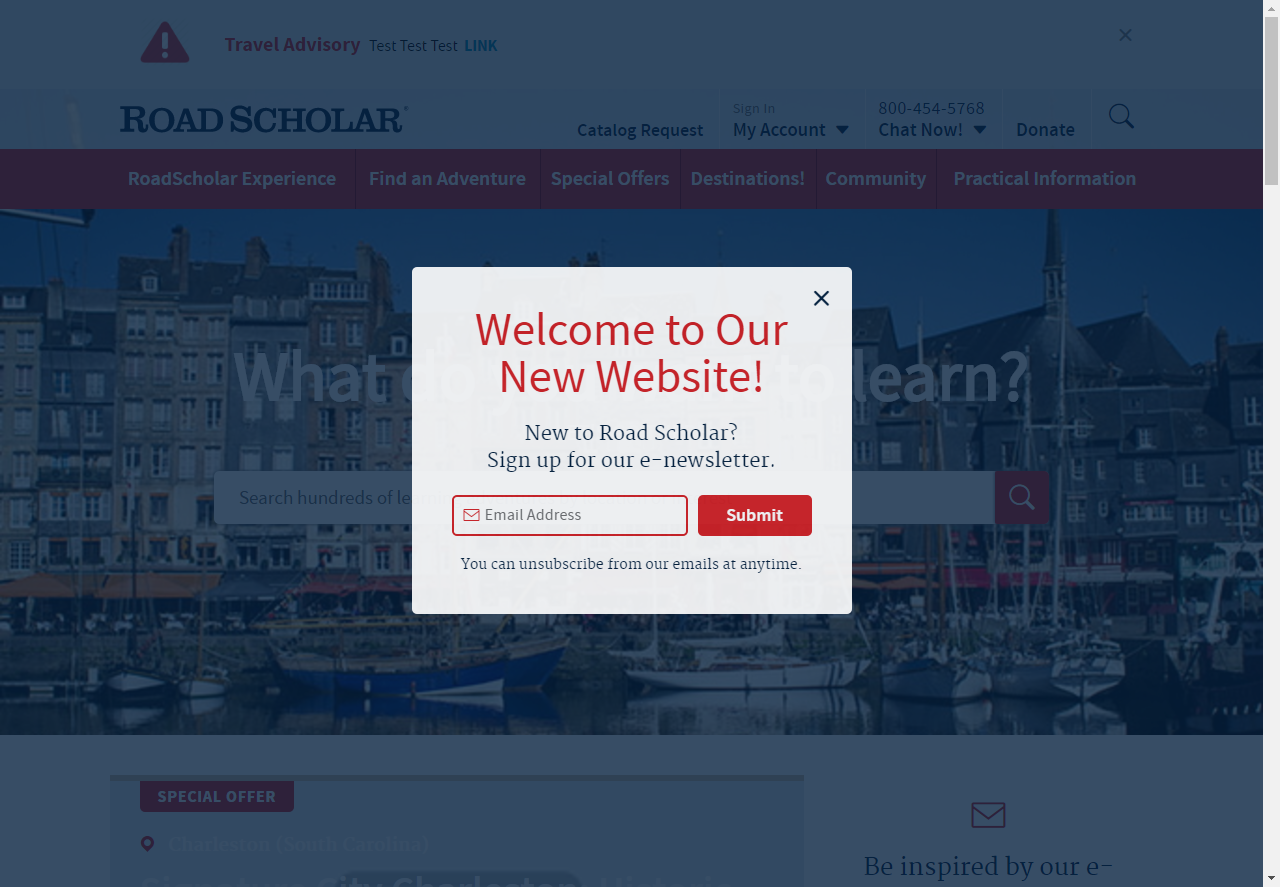 Travel Advisory Test Test Test LINK
ROAD SCHOLAR®
Catalog Request
Sign In
My Account
800-454-5768
Chat Now!
Donate
RoadScholar Experience
Find an Adventure
Special Offers
Destinations!
Community
Practical Information
What do to learn?
Search hundreds of
Welcome to Our
New Website!
New to Road Scholar?
Sign up for our e-newsletter.
Email Address
Submit
You can unsubscribe from our emails at anytime.
SPECIAL OFFER
Charleston (South Carolina)
City Charleston
Be inspired by our e-